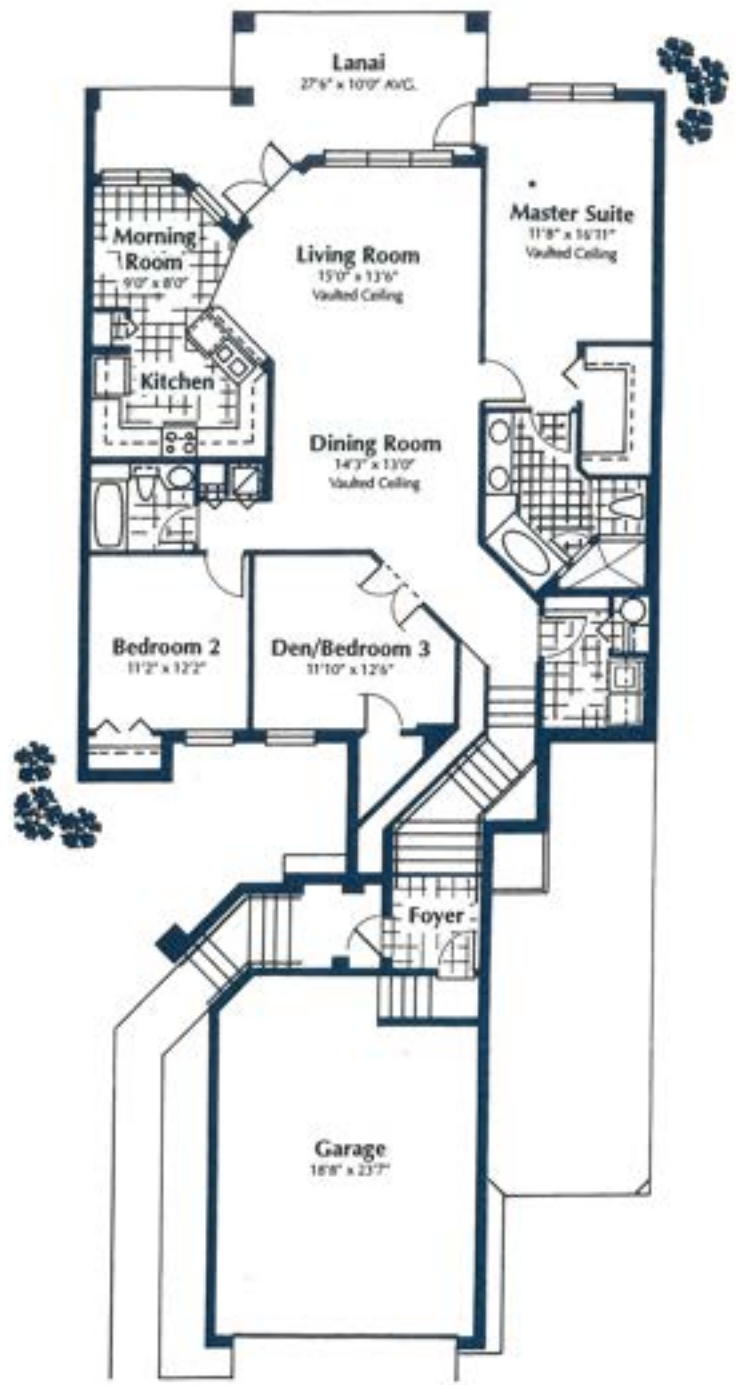 Lanai
27'6" x 10'0" AVG.
Master Suite
11'8" x 16'11"
Vaulted Ceiling
Morning
Room
9'0" x 8'0"
Living Room
15'0" x 13'6"
Vaulted Ceiling
Kitchen
Dining Room
14'3" x 13'0"
Vaulted Ceiling
Bedroom 2
11'2" x 12'2"
Den/Bedroom 3
11'10" x 12'6"
Foyer
Garage
18'8" x 23'7"